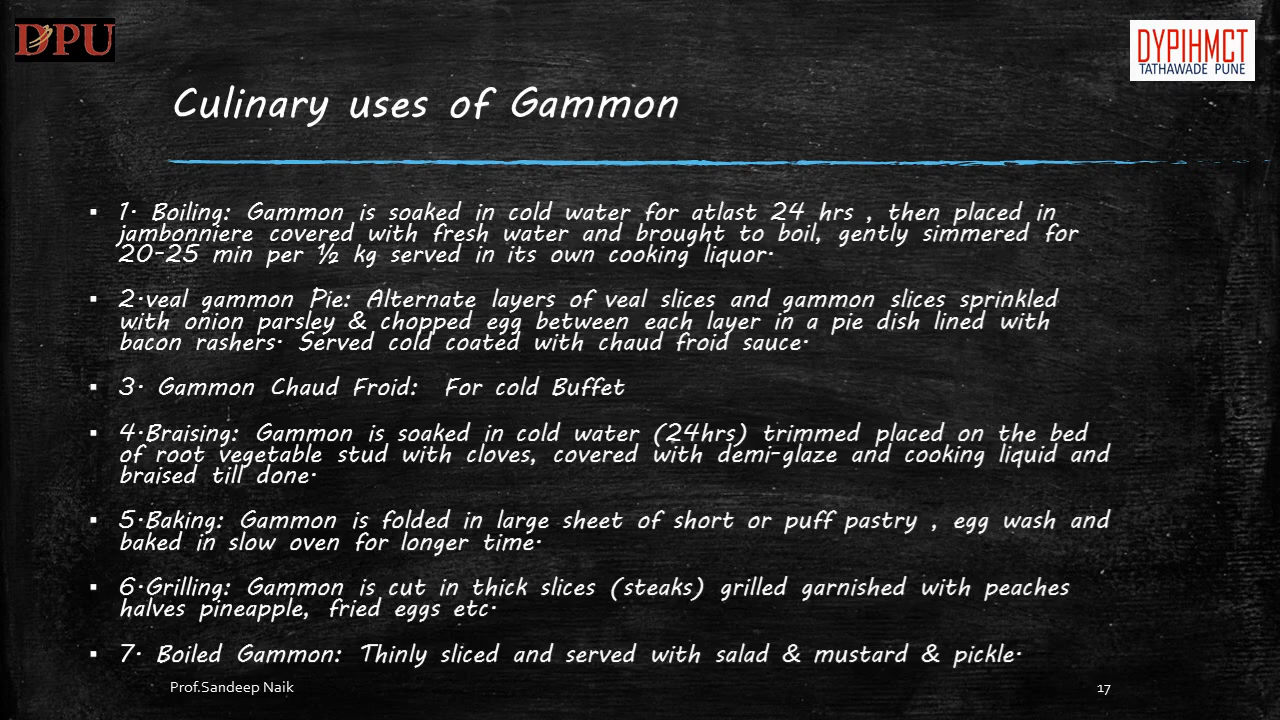 DPU
DYPIHMCT
TATHAWADE PUNE
Culinary uses of Gammon
▪ 1. Boiling: Gammon is soaked in cold water for atlast 24 hrs , then placed in
jambonniere covered with fresh water and brought to boil, gently simmered for
20-25 min per ½ kg served in its own cooking liquor.
▪ 2.veal gammon Pie: Alternate layers of veal slices and gammon slices sprinkled
with onion parsley & chopped egg between each layer in a pie dish lined with
bacon rashers. Served cold coated with chaud froid sauce.
▪ 3. Gammon Chaud Froid: For cold Buffet
▪ 4.Braising: Gammon is soaked in cold water (24hrs) trimmed placed on the bed
of root vegetable stud with cloves, covered with demi-glaze and cooking liquid and
braised till done.
▪ 5.Baking: Gammon is folded in large sheet of short or puff pastry , egg wash and
baked in slow oven for longer time.
▪ 6.Grilling: Gammon is cut in thick slices (steaks) grilled garnished with peaches
halves pineapple, fried eggs etc.
▪ 7. Boiled Gammon: Thinly sliced and served with salad & mustard & pickle.
Prof.Sandeep Naik
17